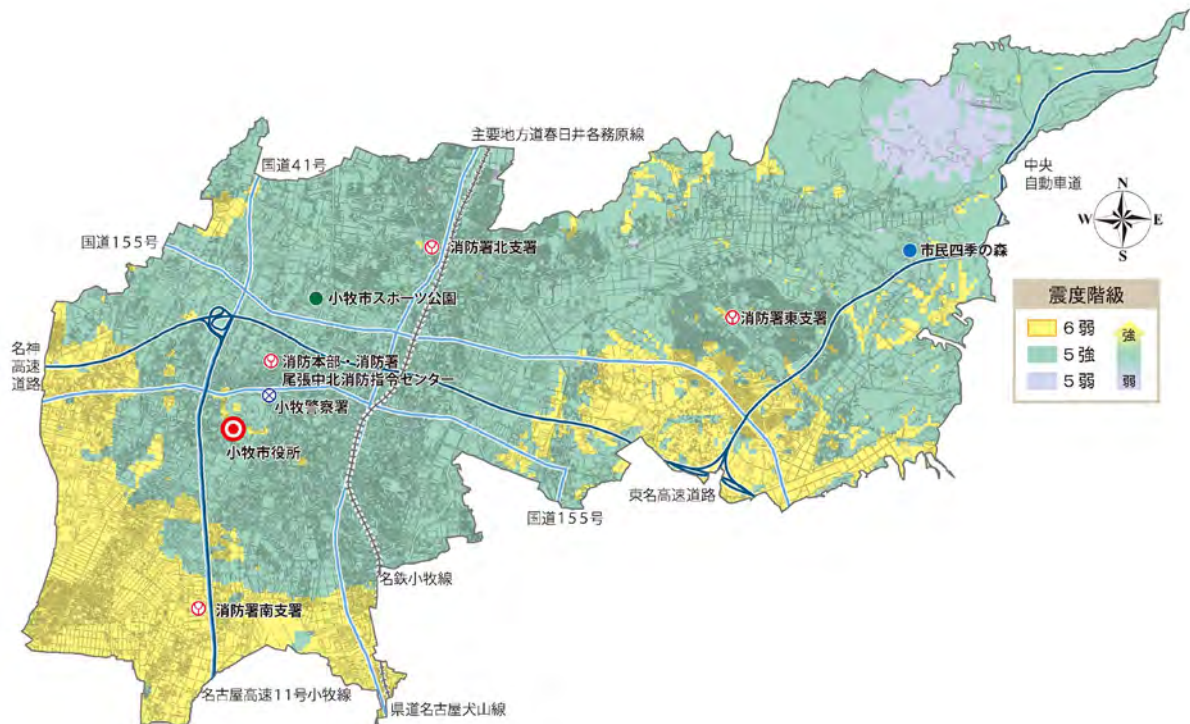 主要地方道春日井各務原線
国道41号
中央
自動車道
N
W
E
S
国道155号
消防署北支署
市民四季の森
小牧市スポーツ公園
震度階級
6弱
5強
5弱
強
弱
消防署東支署
名神
高速
道路
消防本部・消防署
尾張中北消防指令センター
小牧警察署
小牧市役所
東名高速道路
国道155号
名鉄小牧線
消防署南支署
名古屋高速11号小牧線
県道名古屋犬山線